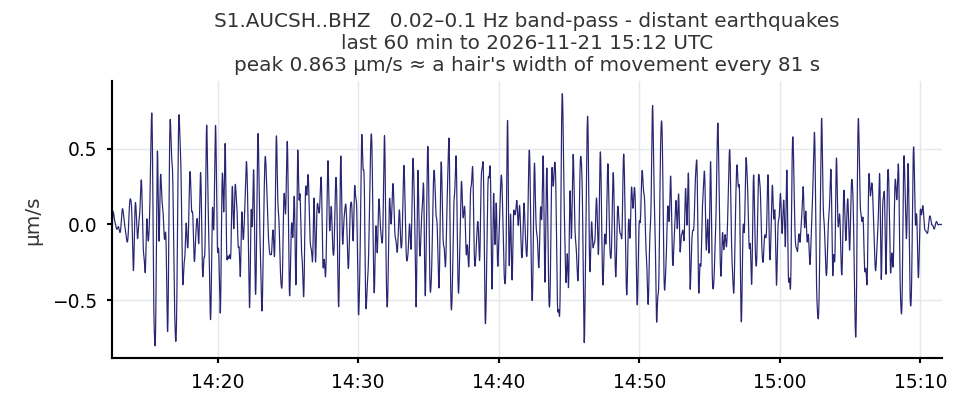 S1.AUCSH..BHZ   0.02–0.1 Hz band-pass - distant earthquakes
last 60 min to 2026-11-21 15:12 UTC
peak 0.863 µm/s ≈ a hair's width of movement every 81 s
µm/s
0.5
0.0
−0.5
14:20
14:30
14:40
14:50
15:00
15:10